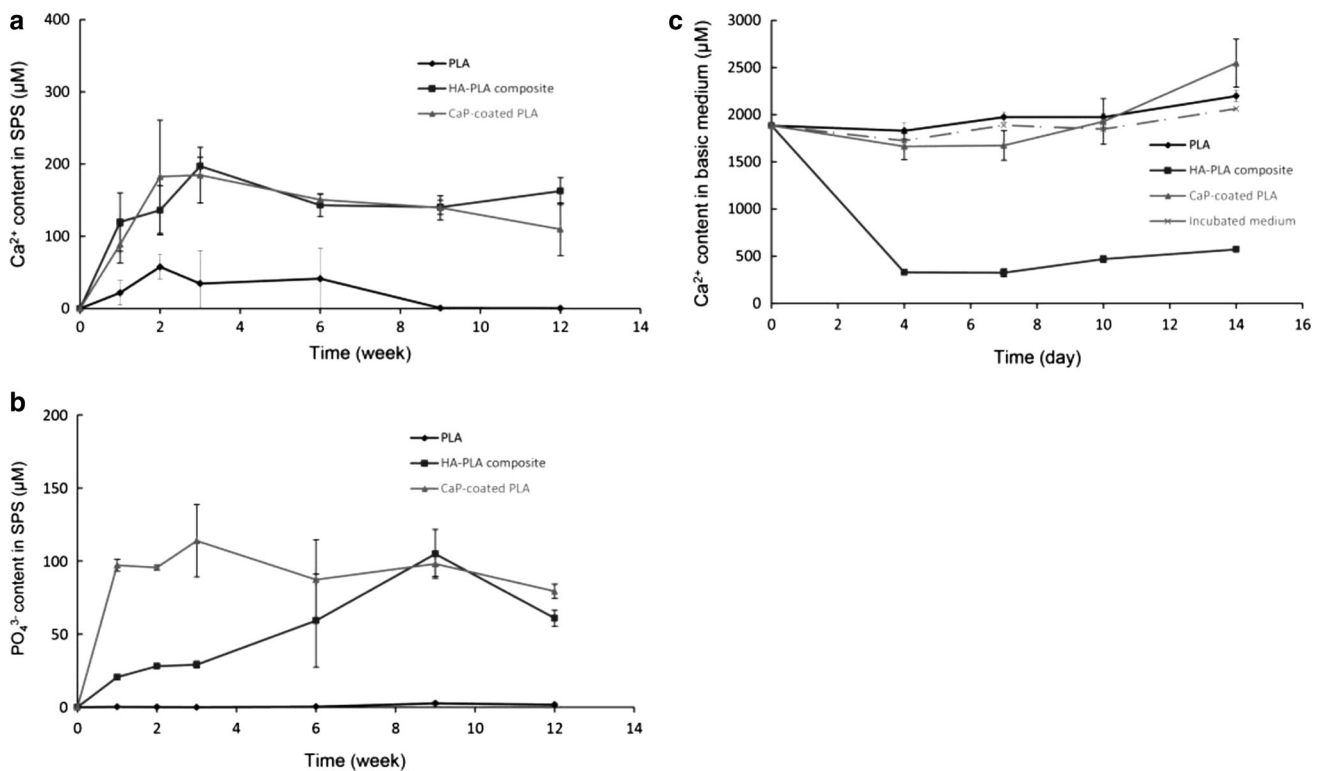 a
Ca²⁺ content in SPS (µM)
400
300
200
100
0
0 2 4 6 8 10 12 14
Time (week)
PLA
HA-PLA composite
CaP-coated PLA
c
Ca²⁺ content in basic medium (µM)
3000
2500
2000
1500
1000
500
0
0 2 4 6 8 10 12 14 16
Time (day)
PLA
HA-PLA composite
CaP-coated PLA
Incubated medium
b
PO₄³⁻ content in SPS (µM)
200
150
100
50
0
0 2 4 6 8 10 12 14
Time (week)
PLA
HA-PLA composite
CaP-coated PLA